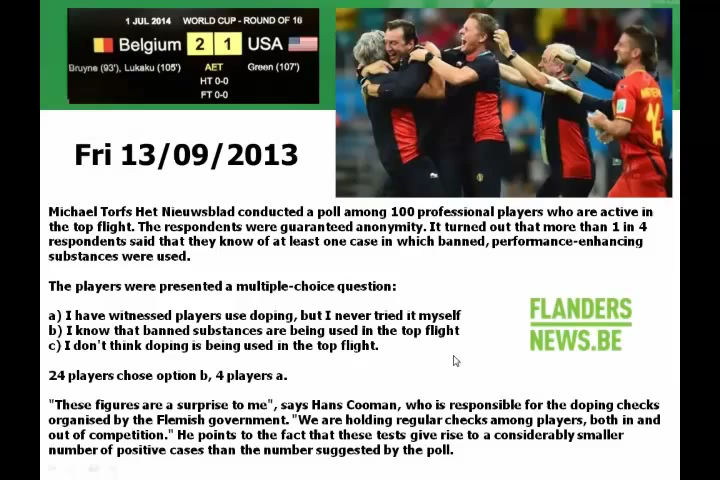 1 JUL 2014 WORLD CUP - ROUND OF 16
Belgium 2 1 USA
Bruyne (93'), Lukaku (105') AET Green (107')
HT 0-0
FT 0-0
Fri 13/09/2013
Michael Torfs Het Nieuwsblad conducted a poll among 100 professional players who are active in
the top flight. The respondents were guaranteed anonymity. It turned out that more than 1 in 4
respondents said that they know of at least one case in which banned, performance-enhancing
substances were used.
The players were presented a multiple-choice question:
a) I have witnessed players use doping, but I never tried it myself
b) I know that banned substances are being used in the top flight
c) I don't think doping is being used in the top flight.
FLANDERS
NEWS.BE
24 players chose option b, 4 players a.
"These figures are a surprise to me", says Hans Cooman, who is responsible for the doping checks
organised by the Flemish government. "We are holding regular checks among players, both in and
out of competition." He points to the fact that these tests give rise to a considerably smaller
number of positive cases than the number suggested by the poll.